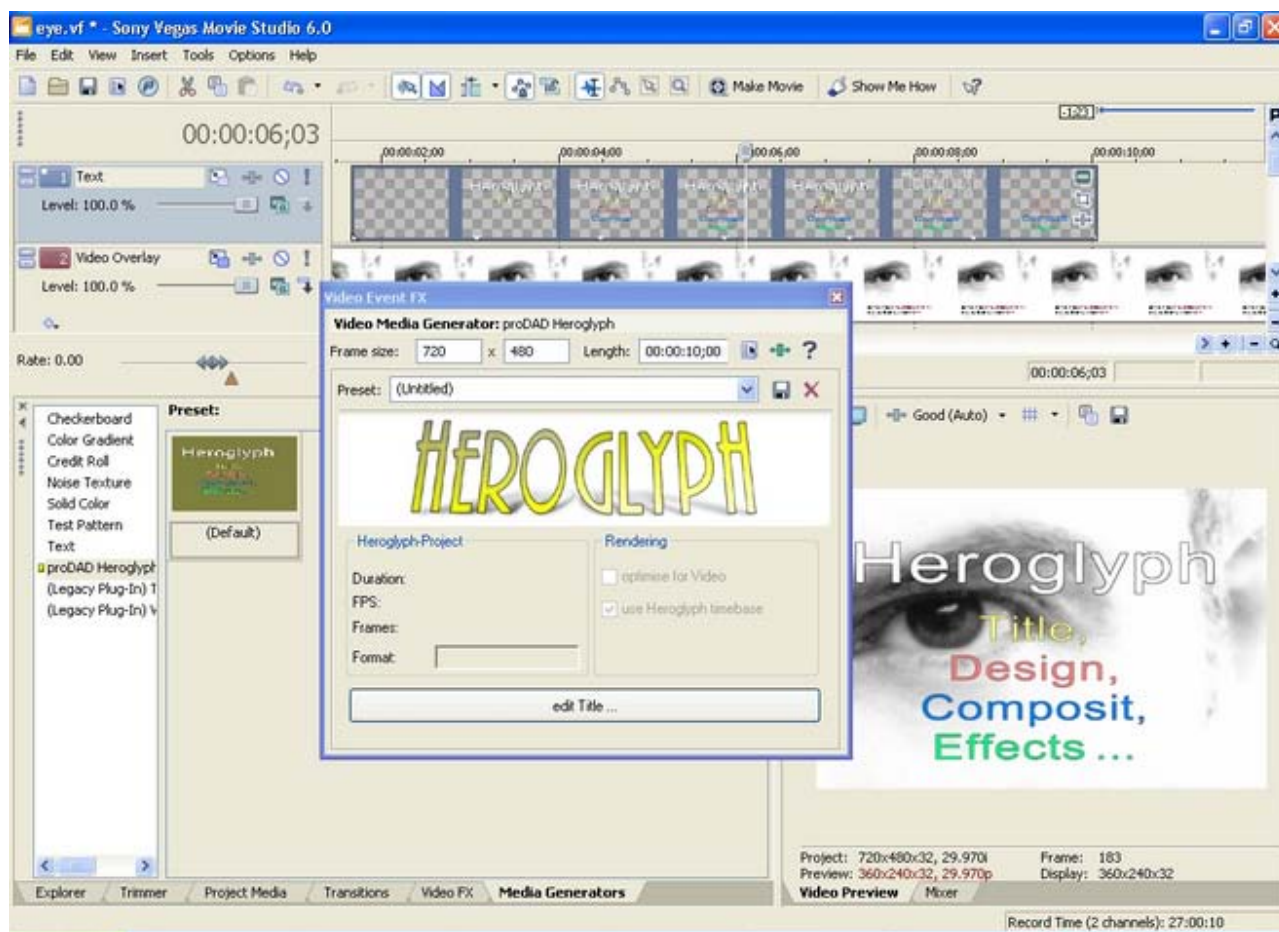 eye.vf * - Sony Vegas Movie Studio 6.0
File Edit View Insert Tools Options Help
Make Movie Show Me How
-1:23
00:00:06;03
00:00:02;00 00:00:04;00 00:00:06;00 00:00:08;00 00:00:10;00
1 Text
Level: 100.0 %
Heroglyph Heroglyph Heroglyph Heroglyph
2 Video Overlay
Level: 100.0 %
Rate: 0.00
00:00:06;03
Video Event FX
Video Media Generator: proDAD Heroglyph
Frame size: 720 x 480 Length: 00:00:10;00 ?
Preset: (Untitled)
HEROGLYPH
Heroglyph-Project
Duration:
FPS:
Frames:
Format:
Rendering
optimise for Video
use Heroglyph timebase
edit Title ...
Checkerboard
Color Gradient
Credit Roll
Noise Texture
Solid Color
Test Pattern
Text
proDAD Heroglyph
(Legacy Plug-In) T
(Legacy Plug-In) V
Preset:
Heroglyph
(Default)
Good (Auto)
Heroglyph
Title,
Design,
Composit,
Effects ...
Project: 720x480x32, 29.970i Frame: 183
Preview: 360x240x32, 29.970p Display: 360x240x32
Explorer Trimmer Project Media Transitions Video FX Media Generators
Video Preview Mixer
Record Time (2 channels): 27:00:10